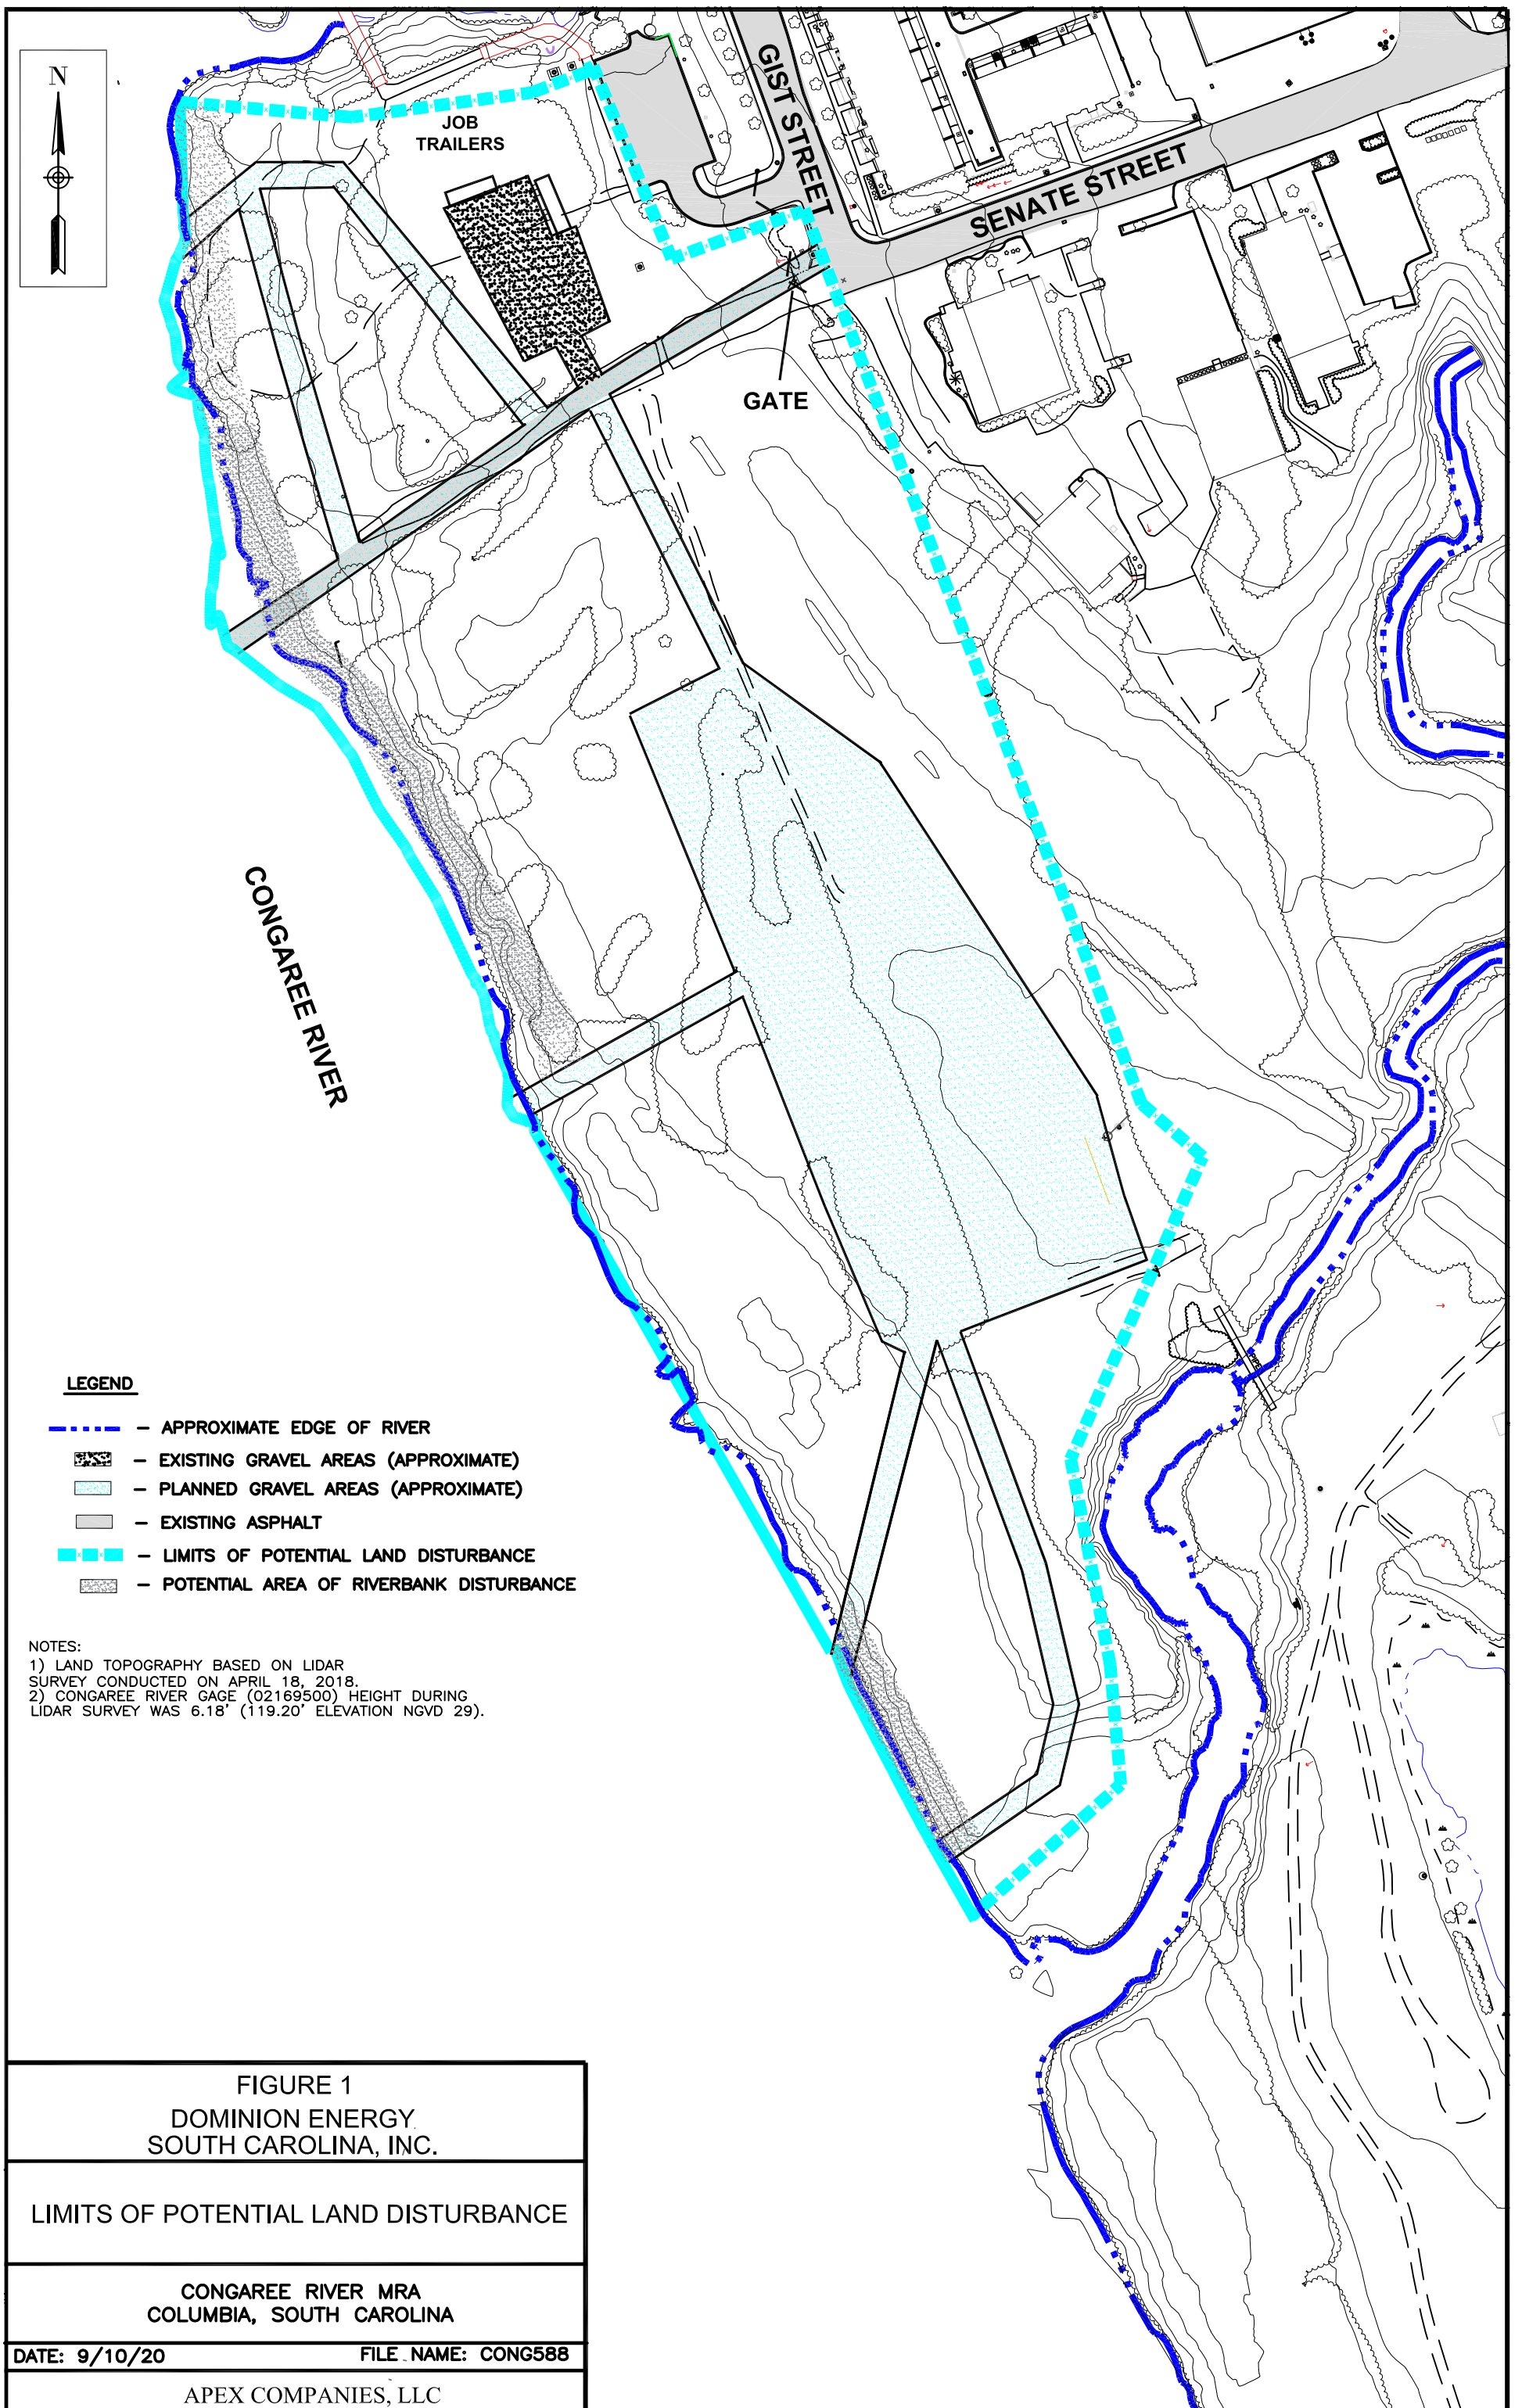 N
JOB
TRAILERS
GIST STREET
SENATE STREET
GATE
CONGAREE RIVER
LEGEND
– APPROXIMATE EDGE OF RIVER
– EXISTING GRAVEL AREAS (APPROXIMATE)
– PLANNED GRAVEL AREAS (APPROXIMATE)
– EXISTING ASPHALT
– LIMITS OF POTENTIAL LAND DISTURBANCE
– POTENTIAL AREA OF RIVERBANK DISTURBANCE
NOTES:
1) LAND TOPOGRAPHY BASED ON LIDAR
SURVEY CONDUCTED ON APRIL 18, 2018.
2) CONGAREE RIVER GAGE (02169500) HEIGHT DURING
LIDAR SURVEY WAS 6.18' (119.20' ELEVATION NGVD 29).
FIGURE 1
DOMINION ENERGY
SOUTH CAROLINA, INC.
LIMITS OF POTENTIAL LAND DISTURBANCE
CONGAREE RIVER MRA
COLUMBIA, SOUTH CAROLINA
DATE: 9/10/20 FILE NAME: CONG588
APEX COMPANIES, LLC